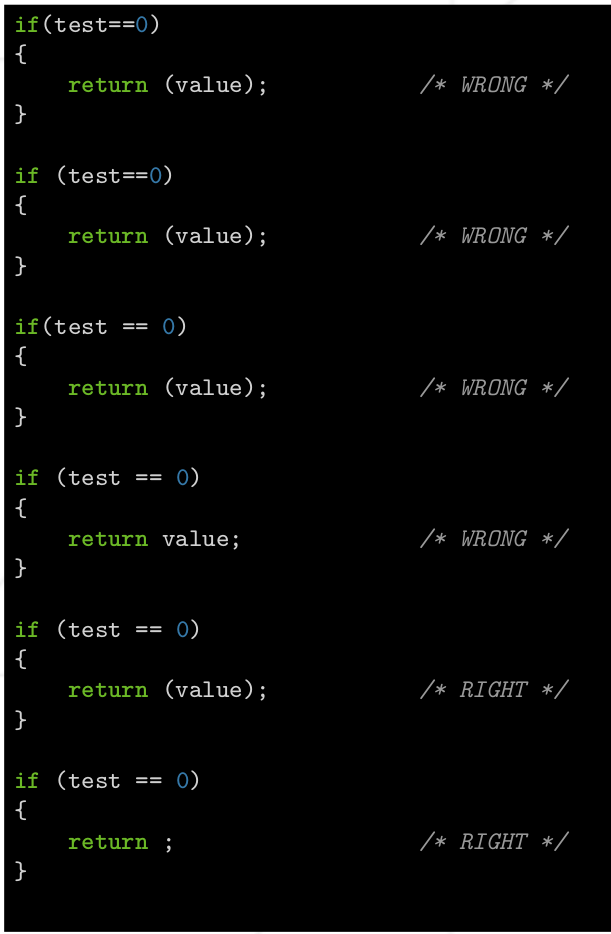 if(test==0)
{
    return (value);            /* WRONG */
}

if (test==0)
{
    return (value);            /* WRONG */
}

if(test == 0)
{
    return (value);            /* WRONG */
}

if (test == 0)
{
    return value;              /* WRONG */
}

if (test == 0)
{
    return (value);            /* RIGHT */
}

if (test == 0)
{
    return ;                   /* RIGHT */
}